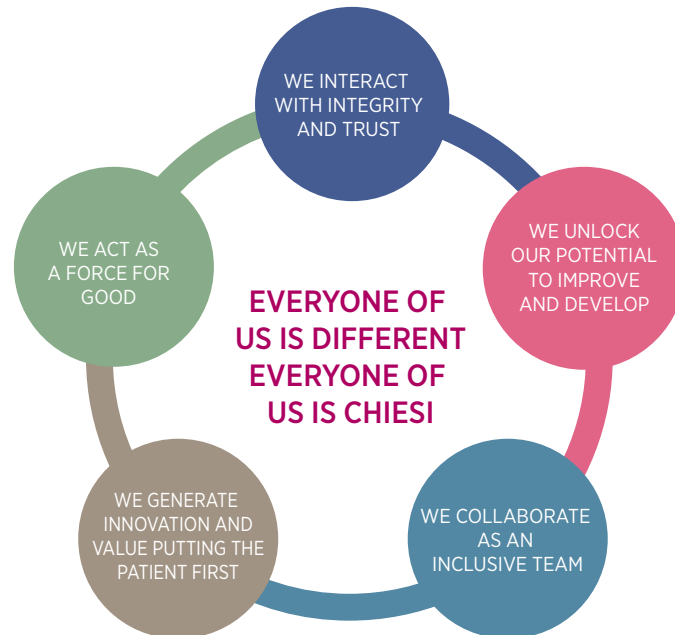 WE INTERACT
WITH INTEGRITY
AND TRUST
WE UNLOCK
OUR POTENTIAL
TO IMPROVE
AND DEVELOP
WE COLLABORATE
AS AN
INCLUSIVE TEAM
WE GENERATE
INNOVATION AND
VALUE PUTTING THE
PATIENT FIRST
WE ACT AS
A FORCE FOR
GOOD
EVERYONE OF
US IS DIFFERENT
EVERYONE OF
US IS CHIESI